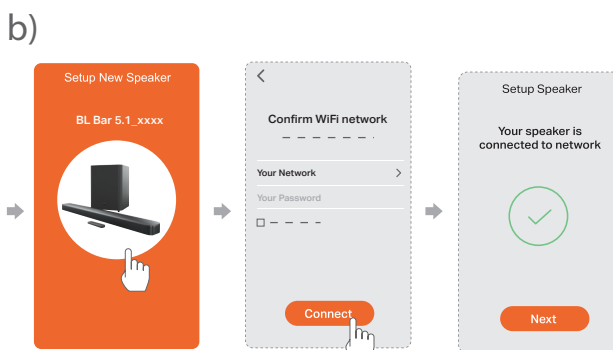 b)
Setup New Speaker
BL Bar 5.1_xxxx
Confirm WiFi network
Your Network
Your Password
Connect
Setup Speaker
Your speaker is
connected to network
Next